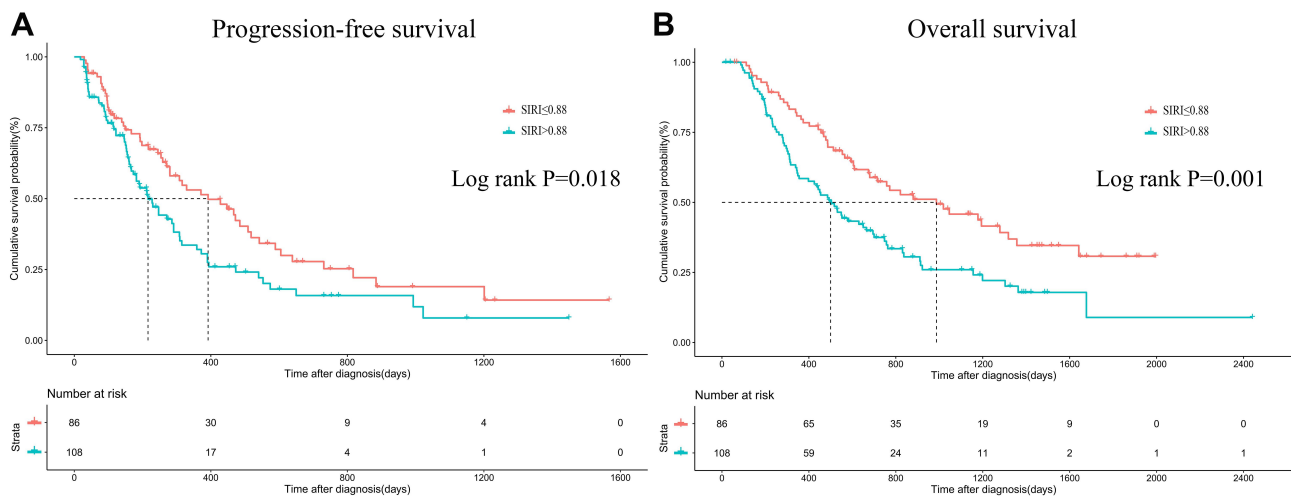 A
Progression-free survival
1.00
0.75
0.50
0.25
0.00
Cumulative survival probability(%)
SIRI≤0.88
SIRI>0.88
Log rank P=0.018
0 400 800 1200 1600
Time after diagnosis(days)
Number at risk
Strata
86 30 9 4 0
108 17 4 1 0
0 400 800 1200 1600
Time after diagnosis(days)
B
Overall survival
1.00
0.75
0.50
0.25
0.00
Cumulative survival probability(%)
SIRI≤0.88
SIRI>0.88
Log rank P=0.001
0 400 800 1200 1600 2000 2400
Time after diagnosis(days)
Number at risk
Strata
86 65 35 19 9 0 0
108 59 24 11 2 1 1
0 400 800 1200 1600 2000 2400
Time after diagnosis(days)